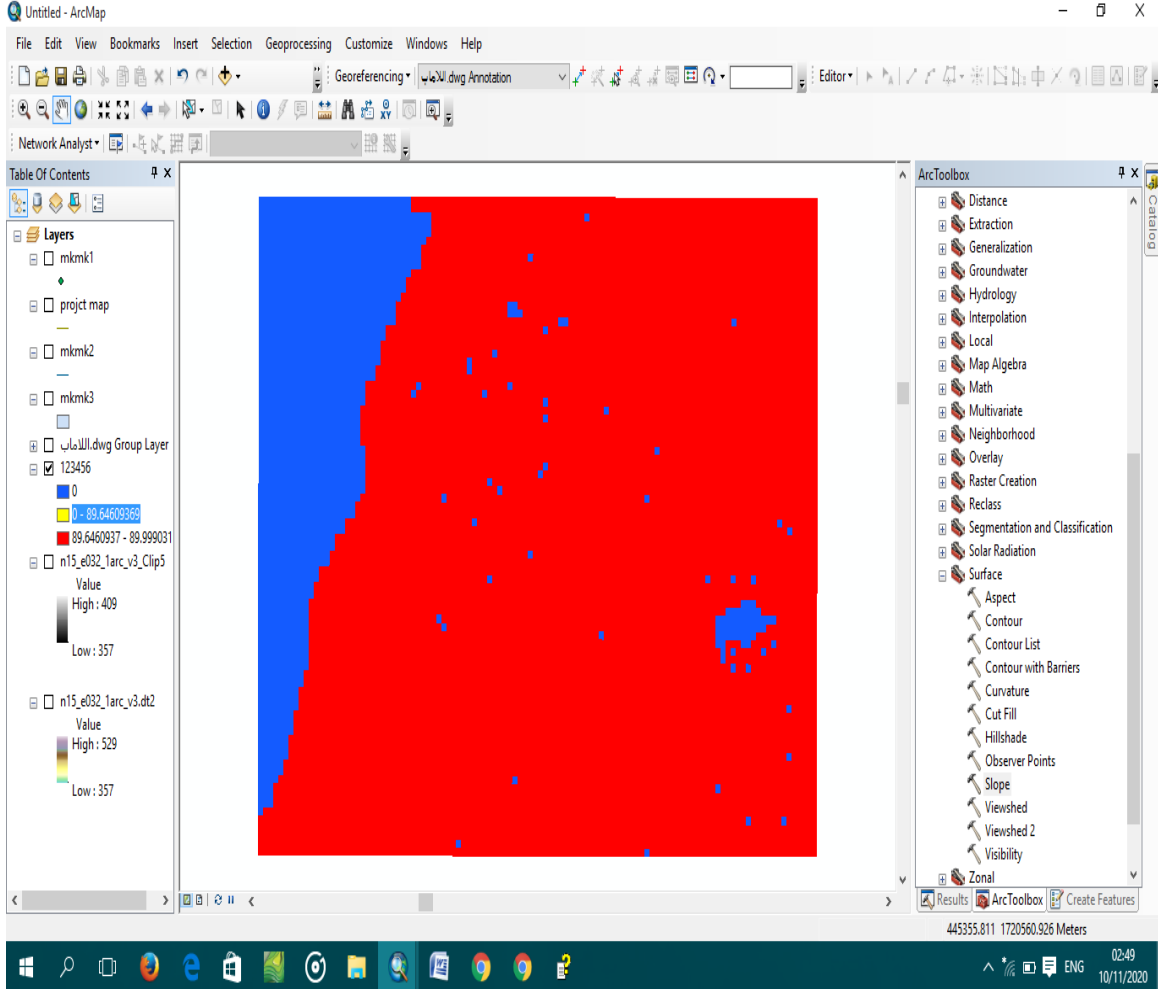 Untitled - ArcMap
File Edit View Bookmarks Insert Selection Geoprocessing Customize Windows Help
Georeferencing اللاماب.dwg Annotation Editor
Network Analyst
Table Of Contents
Layers
mkmk1
projct map
mkmk2
mkmk3
اللاماب.dwg Group Layer
123456
0
0 - 89.64609369
89.6460937 - 89.999031
n15_e032_1arc_v3_Clip5
Value
High : 409
Low : 357
n15_e032_1arc_v3.dt2
Value
High : 529
Low : 357
ArcToolbox
Distance
Extraction
Generalization
Groundwater
Hydrology
Interpolation
Local
Map Algebra
Math
Multivariate
Neighborhood
Overlay
Raster Creation
Reclass
Segmentation and Classification
Solar Radiation
Surface
Aspect
Contour
Contour List
Contour with Barriers
Curvature
Cut Fill
Hillshade
Observer Points
Slope
Viewshed
Viewshed 2
Visibility
Zonal
Results ArcToolbox Create Features
Catalog
445355.811 1720560.926 Meters
ENG
02:49
10/11/2020